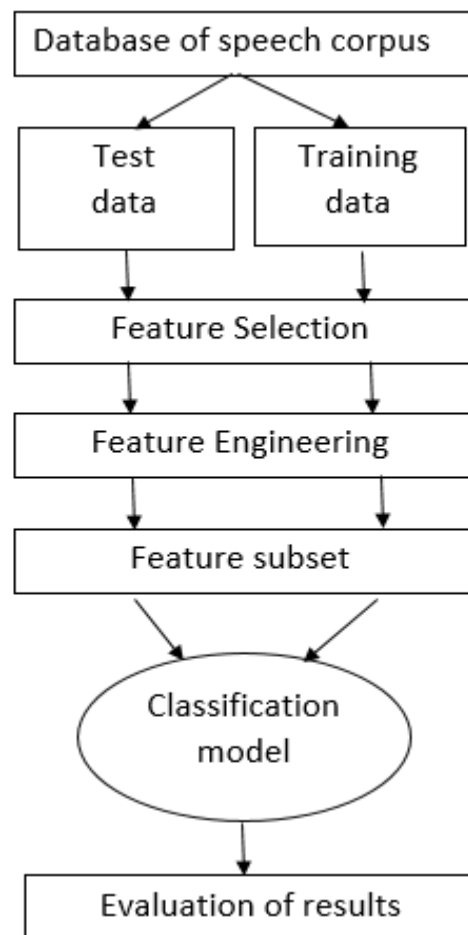 Database of speech corpus
Test
data
Training
data
Feature Selection
Feature Engineering
Feature subset
Classification
model
Evaluation of results